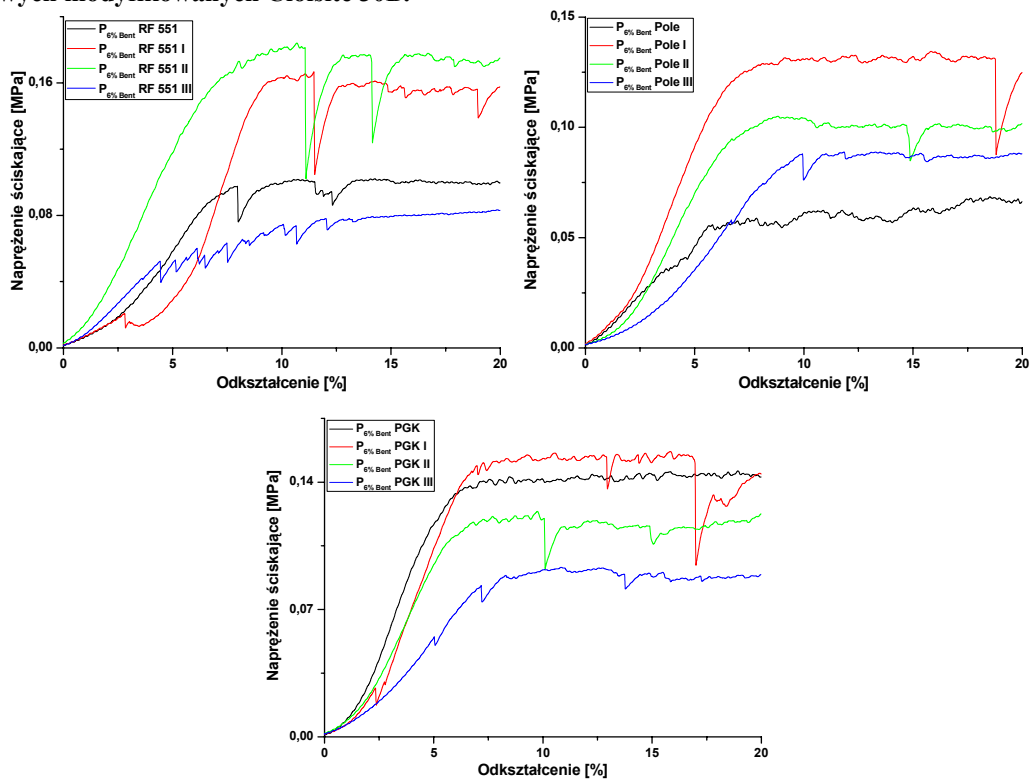 wych modyfikowanych Cloisite 30B.
P6% Bent RF 551
P6% Bent RF 551 I
P6% Bent RF 551 II
P6% Bent RF 551 III
Naprężenie ściskające [MPa]
0,16
0,08
0,00
0 5 10 15 20
Odkształcenie [%]
P6% Bent Pole
P6% Bent Pole I
P6% Bent Pole II
P6% Bent Pole III
Naprężenie ściskające [MPa]
0,15
0,10
0,05
0,00
0 5 10 15 20
Odkształcenie [%]
P6% Bent PGK
P6% Bent PGK I
P6% Bent PGK II
P6% Bent PGK III
Naprężenie ściskające [MPa]
0,14
0,07
0,00
0 5 10 15 20
Odkształcenie [%]